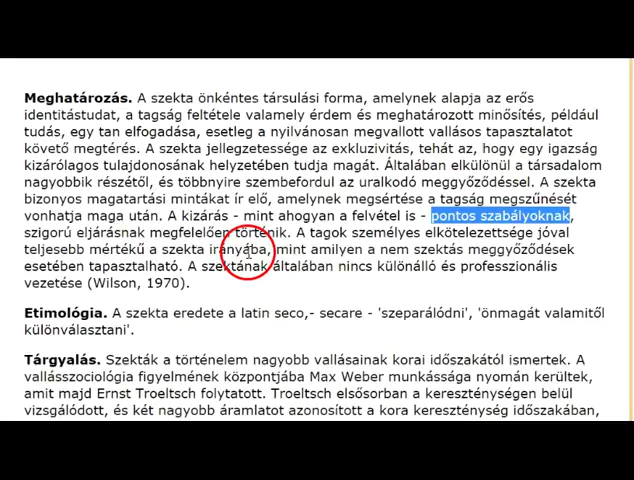 Meghatározás. A szekta önkéntes társulási forma, amelynek alapja az erős
identitástudat, a tagság feltétele valamely érdem és meghatározott minősítés, például
tudás, egy tan elfogadása, esetleg a nyilvánosan megvallott vallásos tapasztalatot
követő megtérés. A szekta jellegzetessége az exkluzivitás, tehát az, hogy egy igazság
kizárólagos tulajdonosának helyzetében tudja magát. Általában elkülönül a társadalom
nagyobbik részétől, és többnyire szembefordul az uralkodó meggyőződéssel. A szekta
bizonyos magatartási mintákat ír elő, amelynek megsértése a tagság megszűnését
vonhatja maga után. A kizárás - mint ahogyan a felvétel is - pontos szabályoknak,
szigorú eljárásnak megfelelően történik. A tagok személyes elkötelezettsége jóval
teljesebb mértékű a szekta irányába, mint amilyen a nem szektás meggyőződések
esetében tapasztalható. A szektának általában nincs különálló és professzionális
vezetése (Wilson, 1970).
Etimológia. A szekta eredete a latin seco,- secare - 'szeparálódni', 'önmagát valamitől
különválasztani'.
Tárgyalás. Szekták a történelem nagyobb vallásainak korai időszakától ismertek. A
vallásszociológia figyelmének központjába Max Weber munkássága nyomán kerültek,
amit majd Ernst Troeltsch folytatott. Troeltsch elsősorban a kereszténységen belül
vizsgálódott, és két nagyobb áramlatot azonosított a kora kereszténység időszakában,